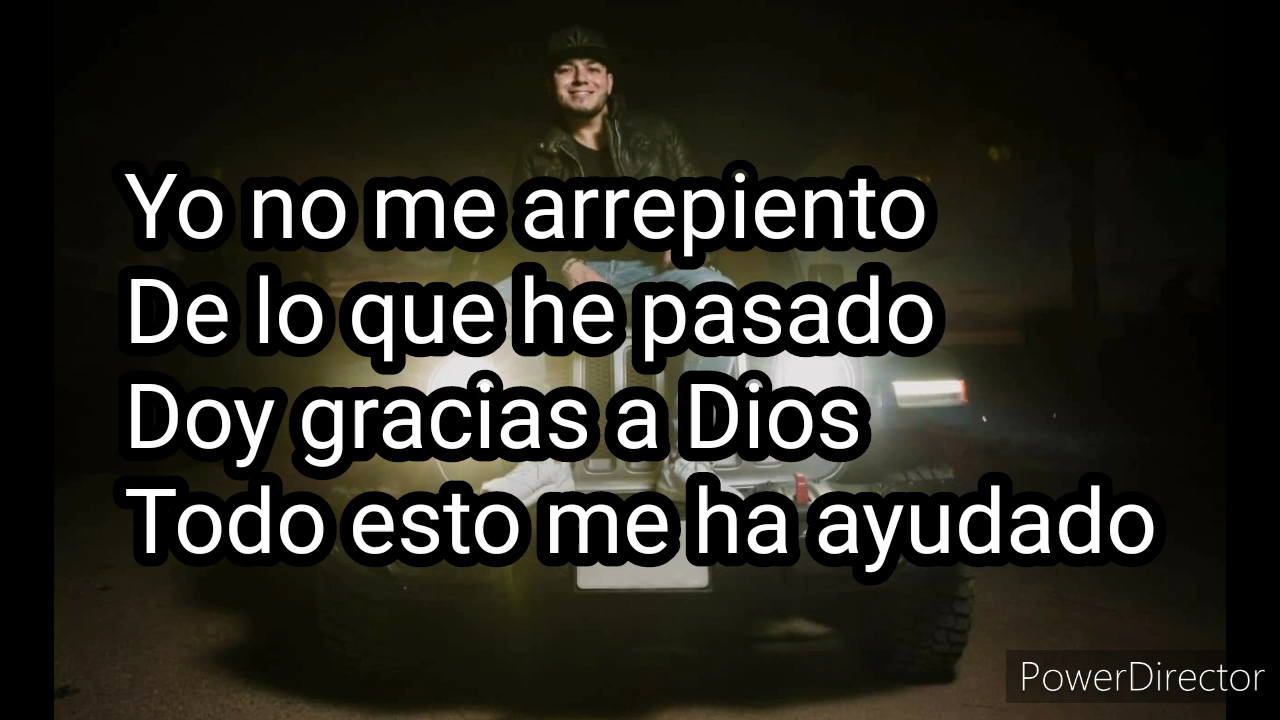 Yo no me arrepiento
De lo que he pasado
Doy gracias a Dios
Todo esto me ha ayudado
PowerDirector